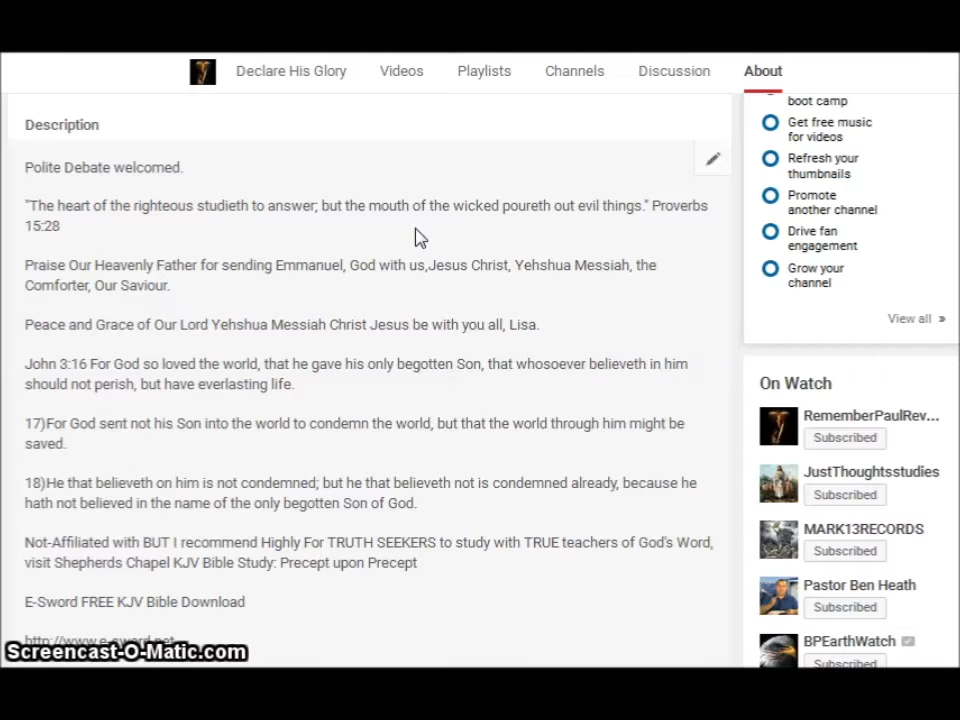 Declare His Glory
Videos
Playlists
Channels
Discussion
About
Description
Polite Debate welcomed.
"The heart of the righteous studieth to answer; but the mouth of the wicked poureth out evil things." Proverbs
15:28
Praise Our Heavenly Father for sending Emmanuel, God with us,Jesus Christ, Yehshua Messiah, the
Comforter, Our Saviour.
Peace and Grace of Our Lord Yehshua Messiah Christ Jesus be with you all, Lisa.
John 3:16 For God so loved the world, that he gave his only begotten Son, that whosoever believeth in him
should not perish, but have everlasting life.
17)For God sent not his Son into the world to condemn the world, but that the world through him might be
saved.
18)He that believeth on him is not condemned; but he that believeth not is condemned already, because he
hath not believed in the name of the only begotten Son of God.
Not-Affiliated with BUT I recommend Highly For TRUTH SEEKERS to study with TRUE teachers of God's Word,
visit Shepherds Chapel KJV Bible Study: Precept upon Precept
E-Sword FREE KJV Bible Download
http://www.e-sword.net
Screencast-O-Matic.com
boot camp
Get free music
for videos
Refresh your
thumbnails
Promote
another channel
Drive fan
engagement
Grow your
channel
View all »
On Watch
RememberPaulRev...
Subscribed
JustThoughtsstudies
Subscribed
MARK13RECORDS
Subscribed
Pastor Ben Heath
Subscribed
BPEarthWatch
Subscribed